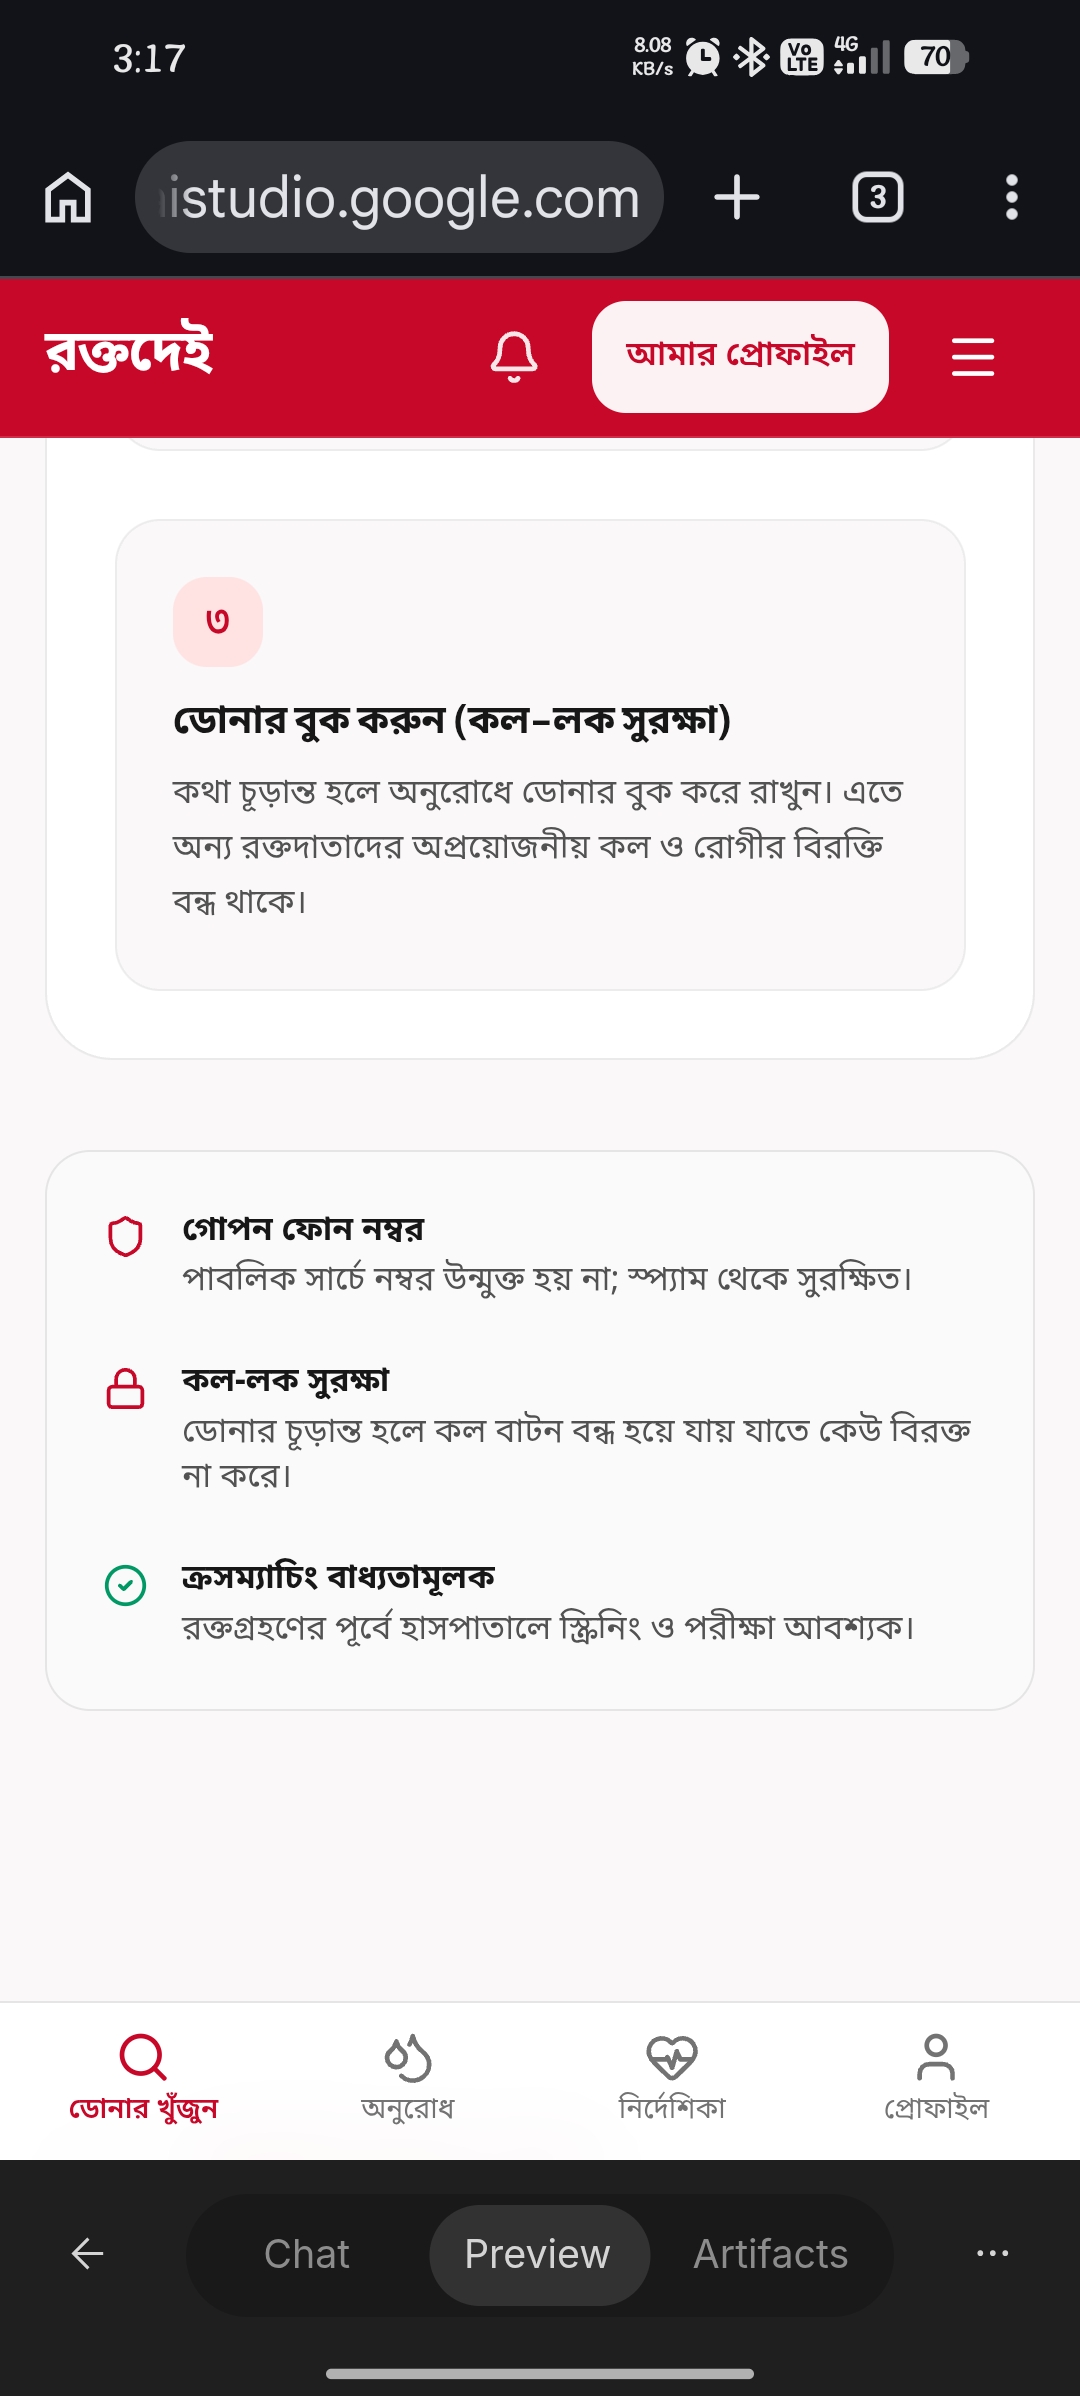 3:17
8.08
KB/s
Vo
LTE
4G
70
istudio.google.com
3
রক্তদেই
আমার প্রোফাইল
৩
ডোনার বুক করুন (কল–লক সুরক্ষা)
কথা চূড়ান্ত হলে অনুরোধে ডোনার বুক করে রাখুন। এতে
অন্য রক্তদাতাদের অপ্রয়োজনীয় কল ও রোগীর বিরক্তি
বন্ধ থাকে।
গোপন ফোন নম্বর
পাবলিক সার্চে নম্বর উন্মুক্ত হয় না; স্প্যাম থেকে সুরক্ষিত।
কল-লক সুরক্ষা
ডোনার চূড়ান্ত হলে কল বাটন বন্ধ হয়ে যায় যাতে কেউ বিরক্ত
না করে।
ক্রসম্যাচিং বাধ্যতামূলক
রক্তগ্রহণের পূর্বে হাসপাতালে স্ক্রিনিং ও পরীক্ষা আবশ্যক।
ডোনার খুঁজুন
অনুরোধ
নির্দেশিকা
প্রোফাইল
Chat
Preview
Artifacts